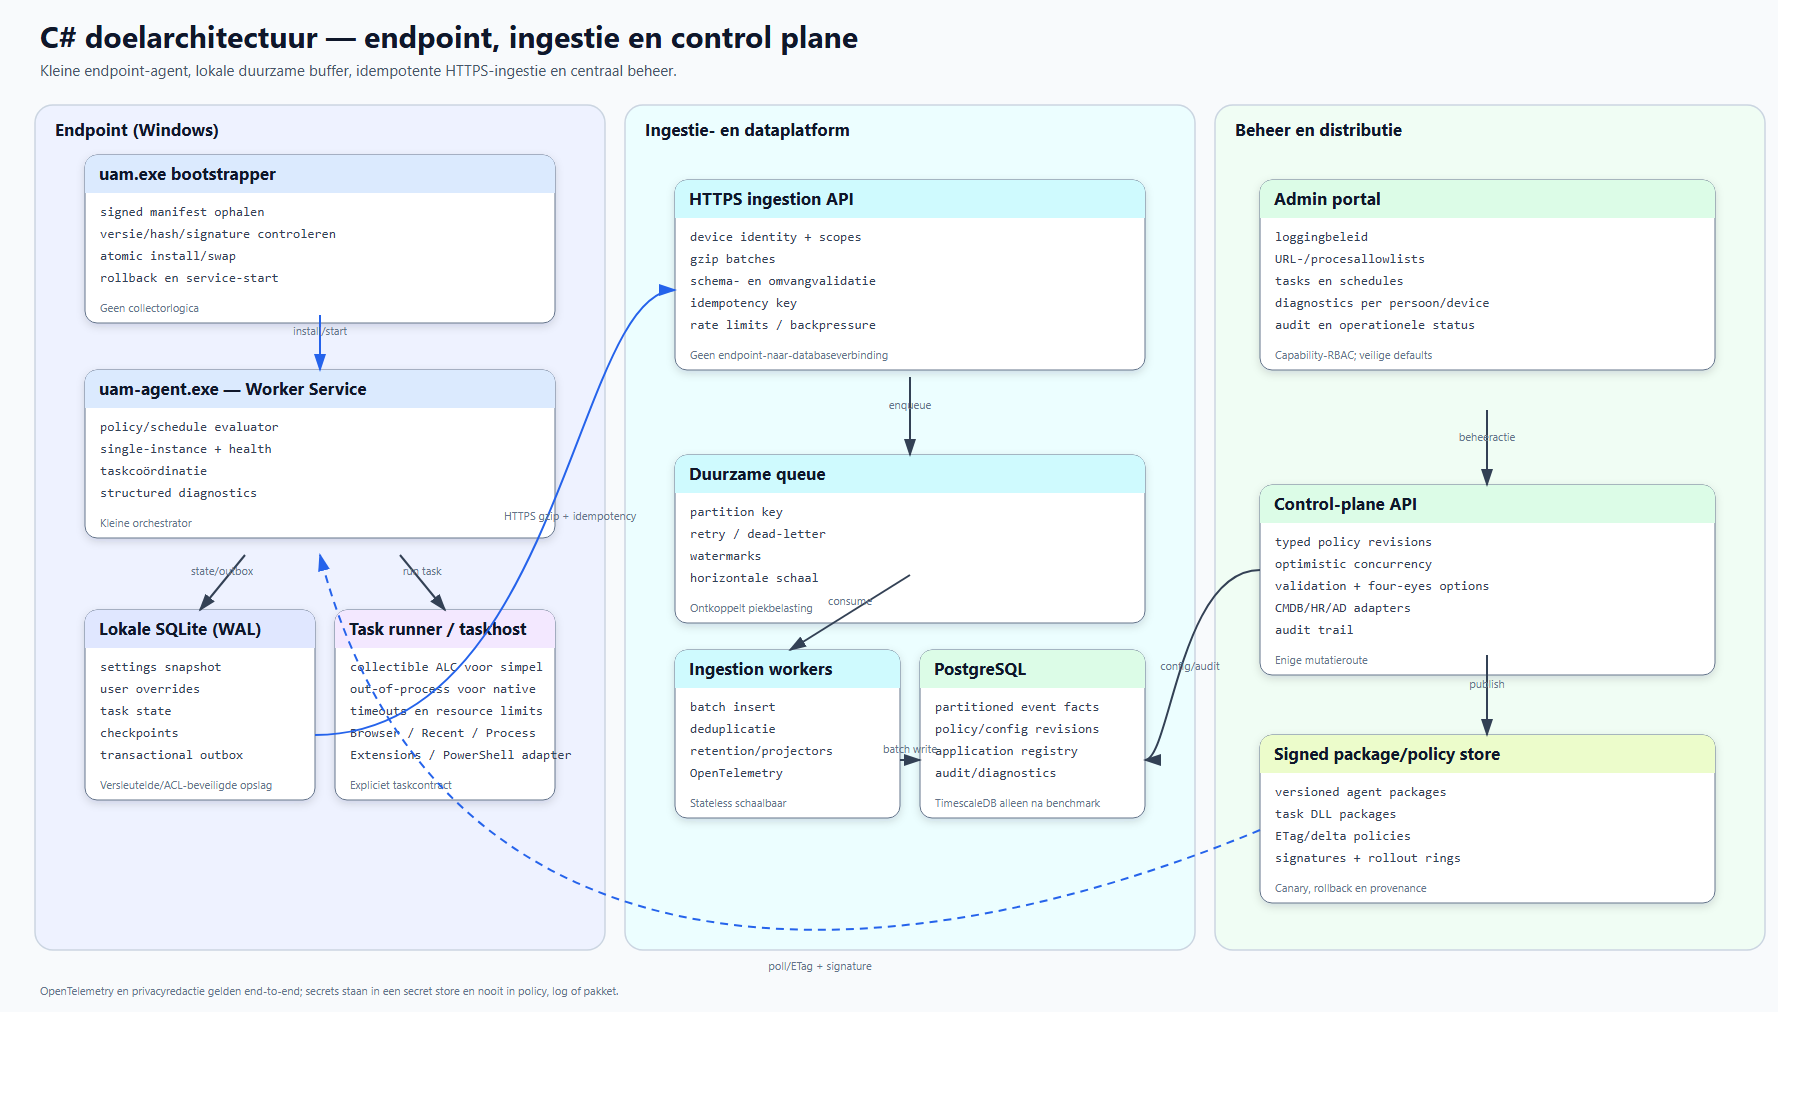 C# doelarchitectuur — endpoint, ingestie en control plane
Kleine endpoint-agent, lokale duurzame buffer, idempotente HTTPS-ingestie en centraal beheer.
Endpoint (Windows)
uam.exe bootstrapper
signed manifest ophalen
versie/hash/signature controleren
atomic install/swap
rollback en service-start
Geen collectorlogica
install/start
uam-agent.exe — Worker Service
policy/schedule evaluator
single-instance + health
taskcoördinatie
structured diagnostics
Kleine orchestrator
HTTPS gzip + idempotency
state/outbox
run task
Lokale SQLite (WAL)
settings snapshot
user overrides
task state
checkpoints
transactional outbox
Versleutelde/ACL-beveiligde opslag
Task runner / taskhost
collectible ALC voor simpel
out-of-process voor native
timeouts en resource limits
Browser / Recent / Process
Extensions / PowerShell adapter
Expliciet taskcontract
Ingestie- en dataplatform
HTTPS ingestion API
device identity + scopes
gzip batches
schema- en omvangvalidatie
idempotency key
rate limits / backpressure
Geen endpoint-naar-databaseverbinding
enqueue
Duurzame queue
partition key
retry / dead-letter
watermarks
horizontale schaal
Ontkoppelt piekbelasting
consume
Ingestion workers
batch insert
deduplicatie
retention/projectors
OpenTelemetry
Stateless schaalbaar
batch write
PostgreSQL
partitioned event facts
policy/config revisions
application registry
audit/diagnostics
TimescaleDB alleen na benchmark
config/audit
Beheer en distributie
Admin portal
loggingbeleid
URL-/procesallowlists
tasks en schedules
diagnostics per persoon/device
audit en operationele status
Capability-RBAC; veilige defaults
beheeractie
Control-plane API
typed policy revisions
optimistic concurrency
validation + four-eyes options
CMDB/HR/AD adapters
audit trail
Enige mutatieroute
publish
Signed package/policy store
versioned agent packages
task DLL packages
ETag/delta policies
signatures + rollout rings
Canary, rollback en provenance
poll/ETag + signature
OpenTelemetry en privacyredactie gelden end-to-end; secrets staan in een secret store en nooit in policy, log of pakket.